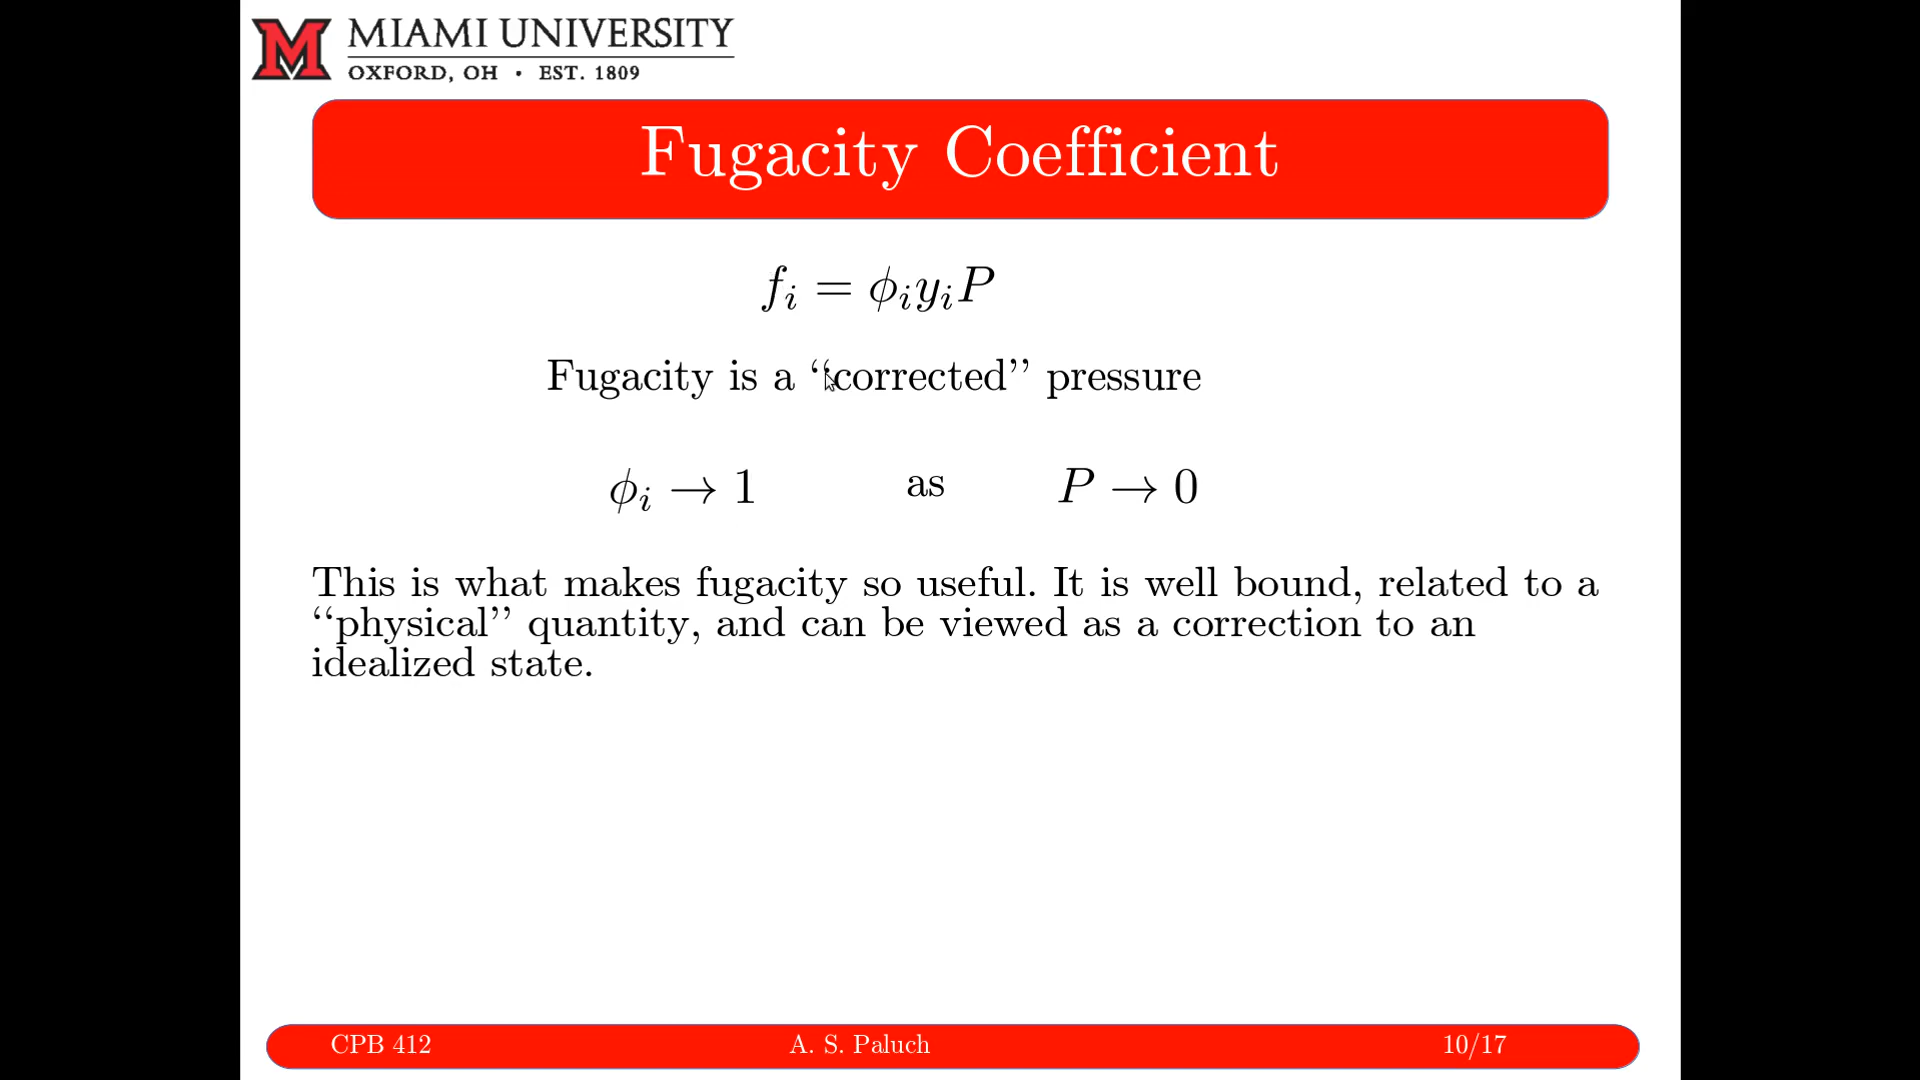 MIAMI UNIVERSITY
OXFORD, OH • EST. 1809
Fugacity Coefficient
fᵢ = ϕᵢyᵢP
Fugacity is a “corrected” pressure
ϕᵢ → 1 as P → 0
This is what makes fugacity so useful. It is well bound, related to a
“physical” quantity, and can be viewed as a correction to an
idealized state.
CPB 412 A. S. Paluch 10/17